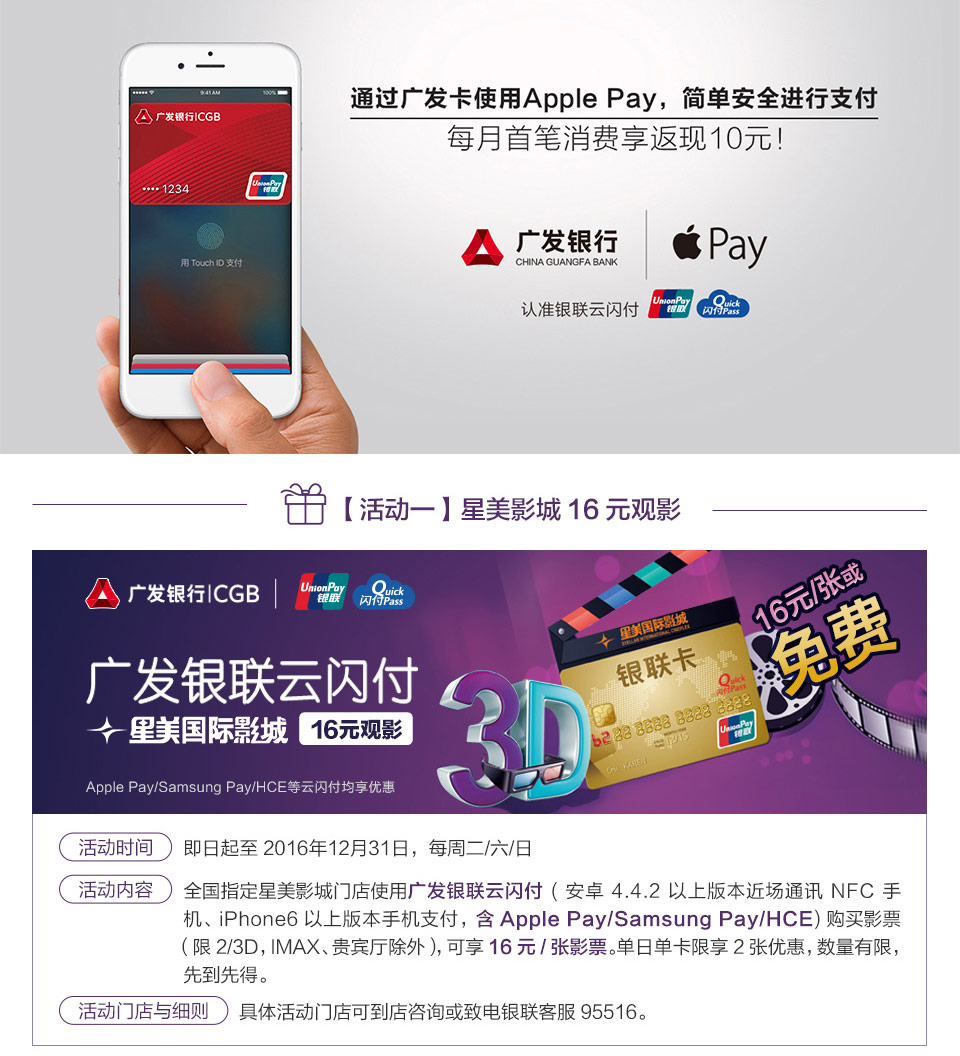 9:41 AM
100%
广发银行|CGB
•••• 1234
UnionPay
银联
用 Touch ID 支付
通过广发卡使用Apple Pay，简单安全进行支付
每月首笔消费享返现10元！
广发银行
CHINA GUANGFA BANK
Pay
认准银联云闪付
UnionPay
银联
Quick
闪付Pass
【活动一】星美影城 16 元观影
广发银行|CGB
UnionPay
银联
Quick
闪付Pass
广发银联云闪付
星美国际影城
16元观影
Apple Pay/Samsung Pay/HCE等云闪付均享优惠
3D
星美国际影城
STELLAR INTERNATIONAL CINEPLEX
银联卡
Quick
闪付Pass
UnionPay
银联
16元/张或
免费
活动时间
即日起至 2016年12月31日，每周二/六/日
活动内容
全国指定星美影城门店使用广发银联云闪付（ 安卓 4.4.2 以上版本近场通讯 NFC 手
机、iPhone6 以上版本手机支付，含 Apple Pay/Samsung Pay/HCE) 购买影票
（限 2/3D，IMAX、贵宾厅除外），可享 16 元 / 张影票。单日单卡限享 2 张优惠，数量有限，
先到先得。
活动门店与细则
具体活动门店可到店咨询或致电银联客服 95516。